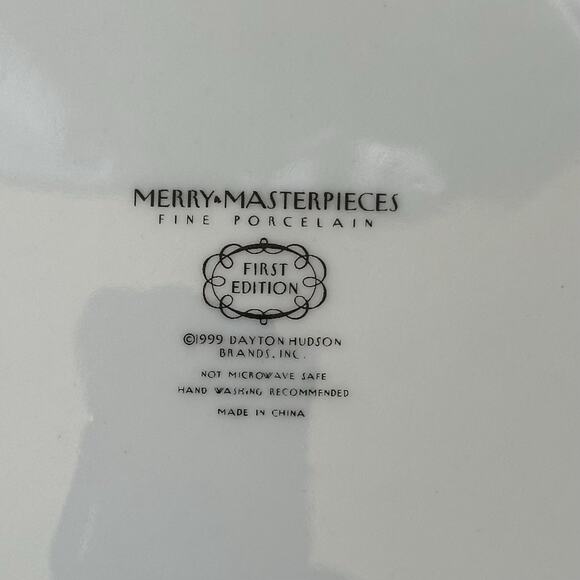 MERRY MASTERPIECES
FINE PORCELAIN
FIRST
EDITION
©1999 DAYTON HUDSON
BRANDS, INC.
NOT MICROWAVE SAFE
HAND WASHING RECOMMENDED
MADE IN CHINA